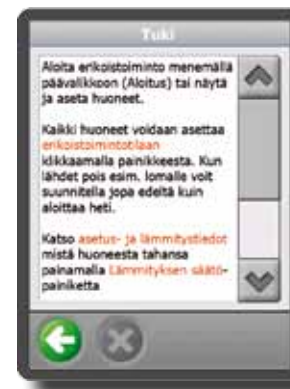 Tuki
Aloita erikoistoiminto menemällä
päävalikkoon (Aloitus) tai näytä
ja aseta huoneet.
Kaikki huoneet voidaan asettaa
erikoistoimintotilaan
klikkaamalla painikkeesta. Kun
lähdet pois esim. lomalle voit
suunnitella jopa edeltä kuin
aloittaa heti.
Katso asetus- ja lämmitystiedot
mistä huoneesta tahansa
painamalla Lämmityksen säätö-
painiketta